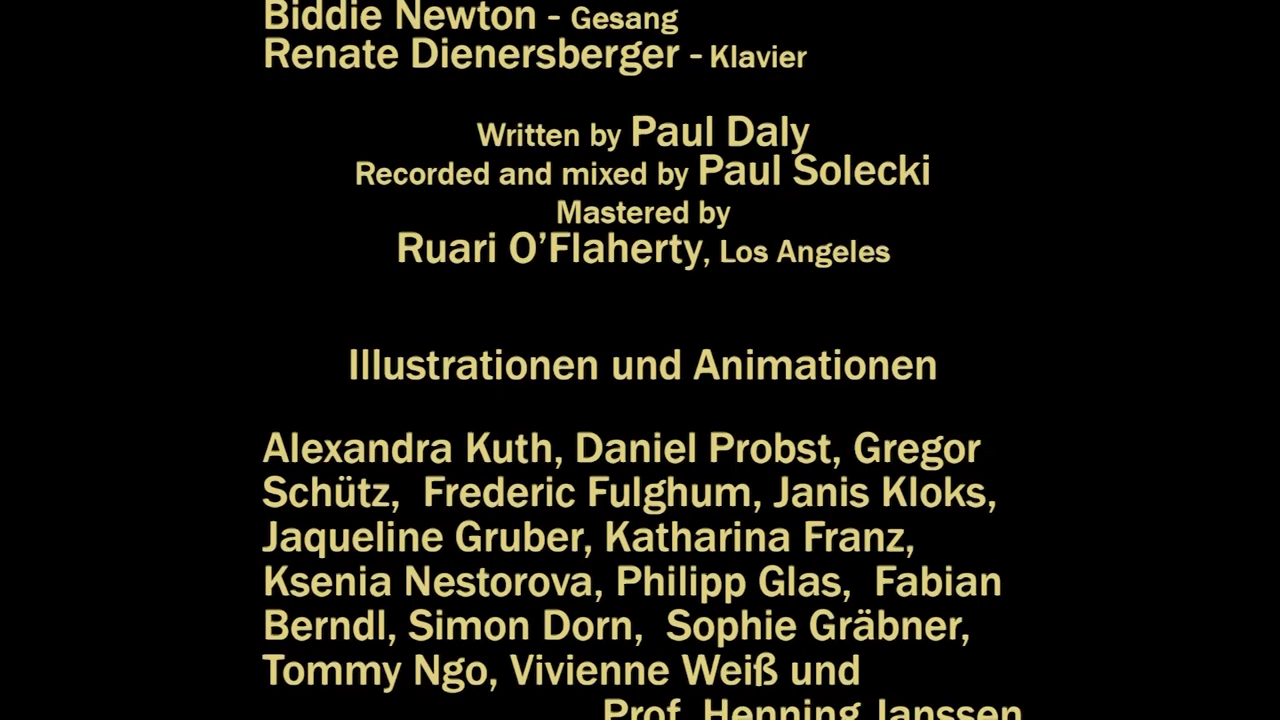 Biddie Newton - Gesang
Renate Dienersberger - Klavier
Written by Paul Daly
Recorded and mixed by Paul Solecki
Mastered by
Ruari O’Flaherty, Los Angeles
Illustrationen und Animationen
Alexandra Kuth, Daniel Probst, Gregor
Schütz, Frederic Fulghum, Janis Kloks,
Jaqueline Gruber, Katharina Franz,
Ksenia Nestorova, Philipp Glas, Fabian
Berndl, Simon Dorn, Sophie Gräbner,
Tommy Ngo, Vivienne Weiß und
Prof. Henning Janssen